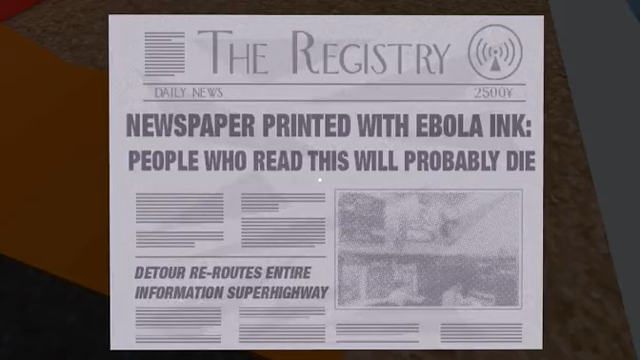 THE REGISTRY
DAILY NEWS 2500¥
NEWSPAPER PRINTED WITH EBOLA INK:
PEOPLE WHO READ THIS WILL PROBABLY DIE
DETOUR RE-ROUTES ENTIRE
INFORMATION SUPERHIGHWAY